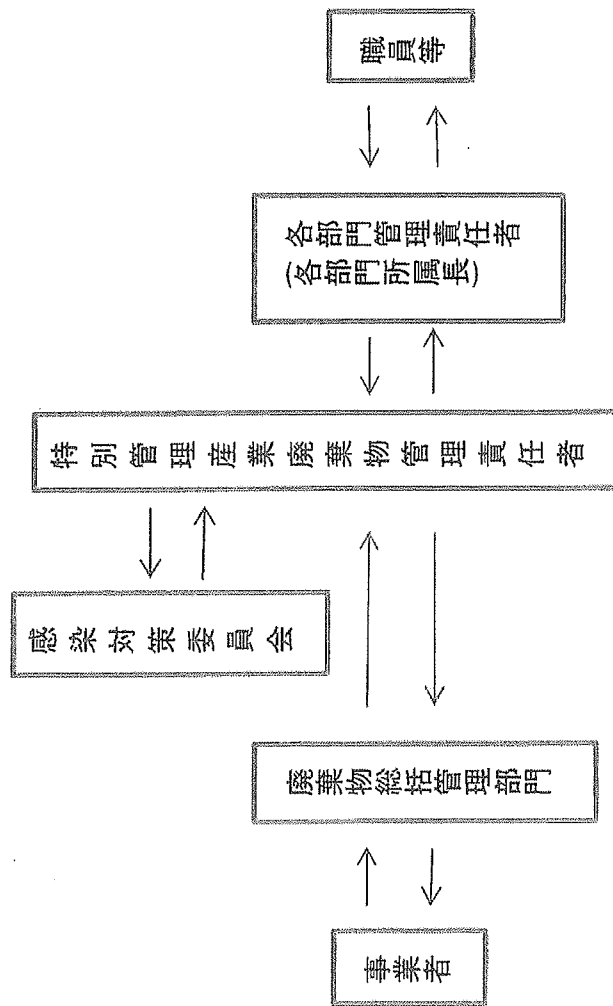 職員等
各部門管理責任者
(各部門所属長)
特別管理産業廃棄物管理責任者
感染対策委員会
廃棄物総括管理部門
事業者